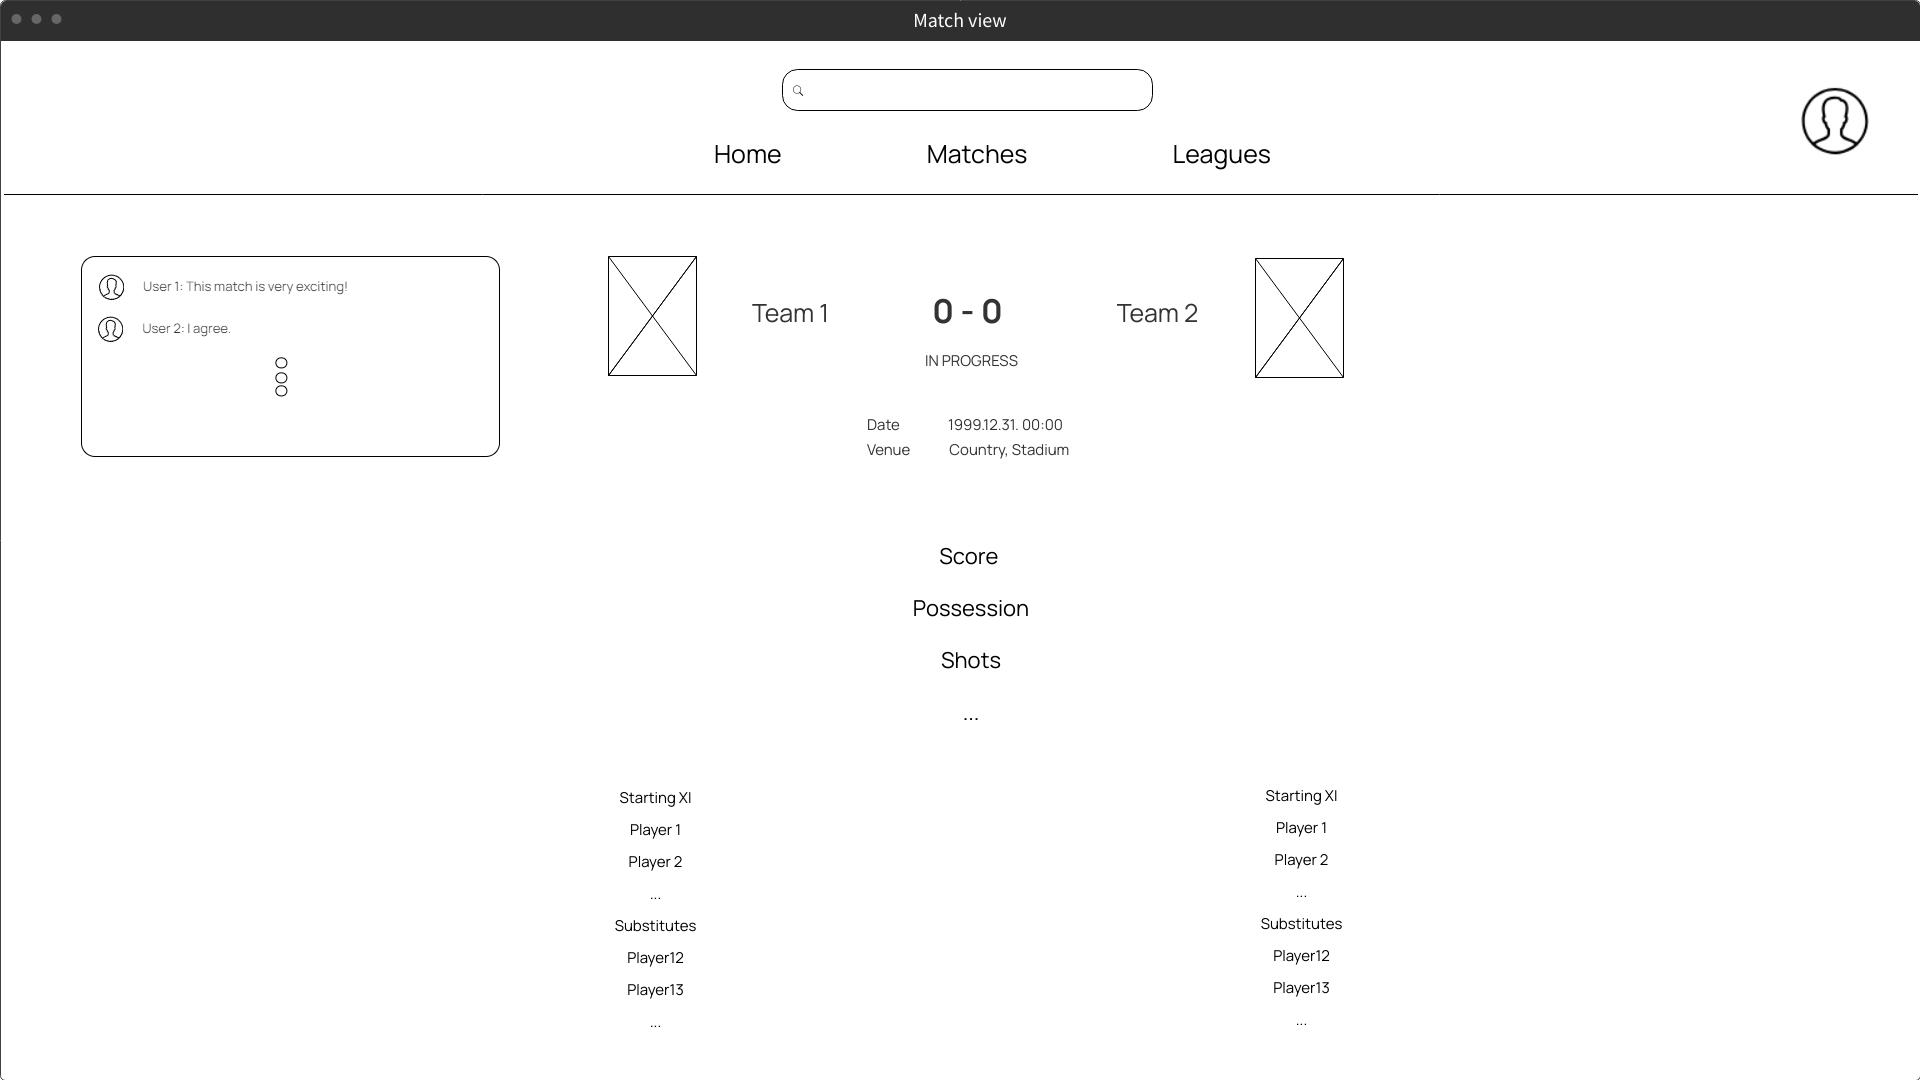 Match view
Home Matches Leagues
User 1: This match is very exciting!
User 2: I agree.
Team 1 0 - 0 Team 2
IN PROGRESS
Date 1999.12.31. 00:00
Venue Country, Stadium
Score
Possession
Shots
...
Starting XI
Player 1
Player 2
...
Substitutes
Player12
Player13
...
Starting XI
Player 1
Player 2
...
Substitutes
Player12
Player13
...